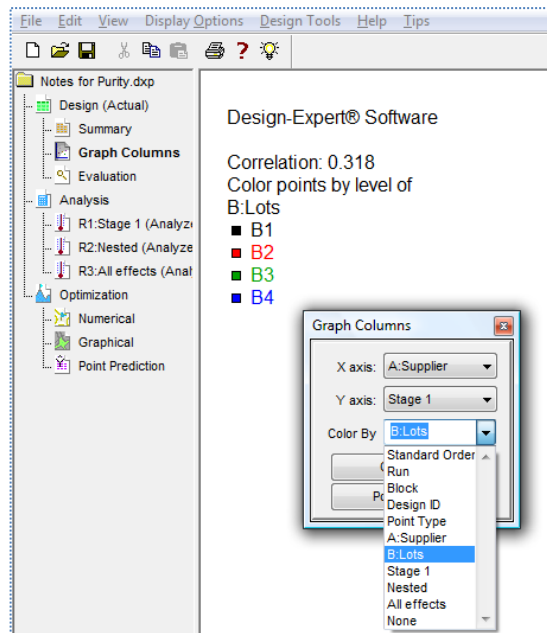 File Edit View Display Options Design Tools Help Tips
Notes for Purity.dxp
Design (Actual)
Summary
Graph Columns
Evaluation
Analysis
R1:Stage 1 (Analyze
R2:Nested (Analyze
R3:All effects (Anal
Optimization
Numerical
Graphical
Point Prediction
Design-Expert® Software
Correlation: 0.318
Color points by level of
B:Lots
B1
B2
B3
B4
Graph Columns
X axis: A:Supplier
Y axis: Stage 1
Color By B:Lots
Standard Order
Run
Block
Design ID
Point Type
A:Supplier
B:Lots
Stage 1
Nested
All effects
None